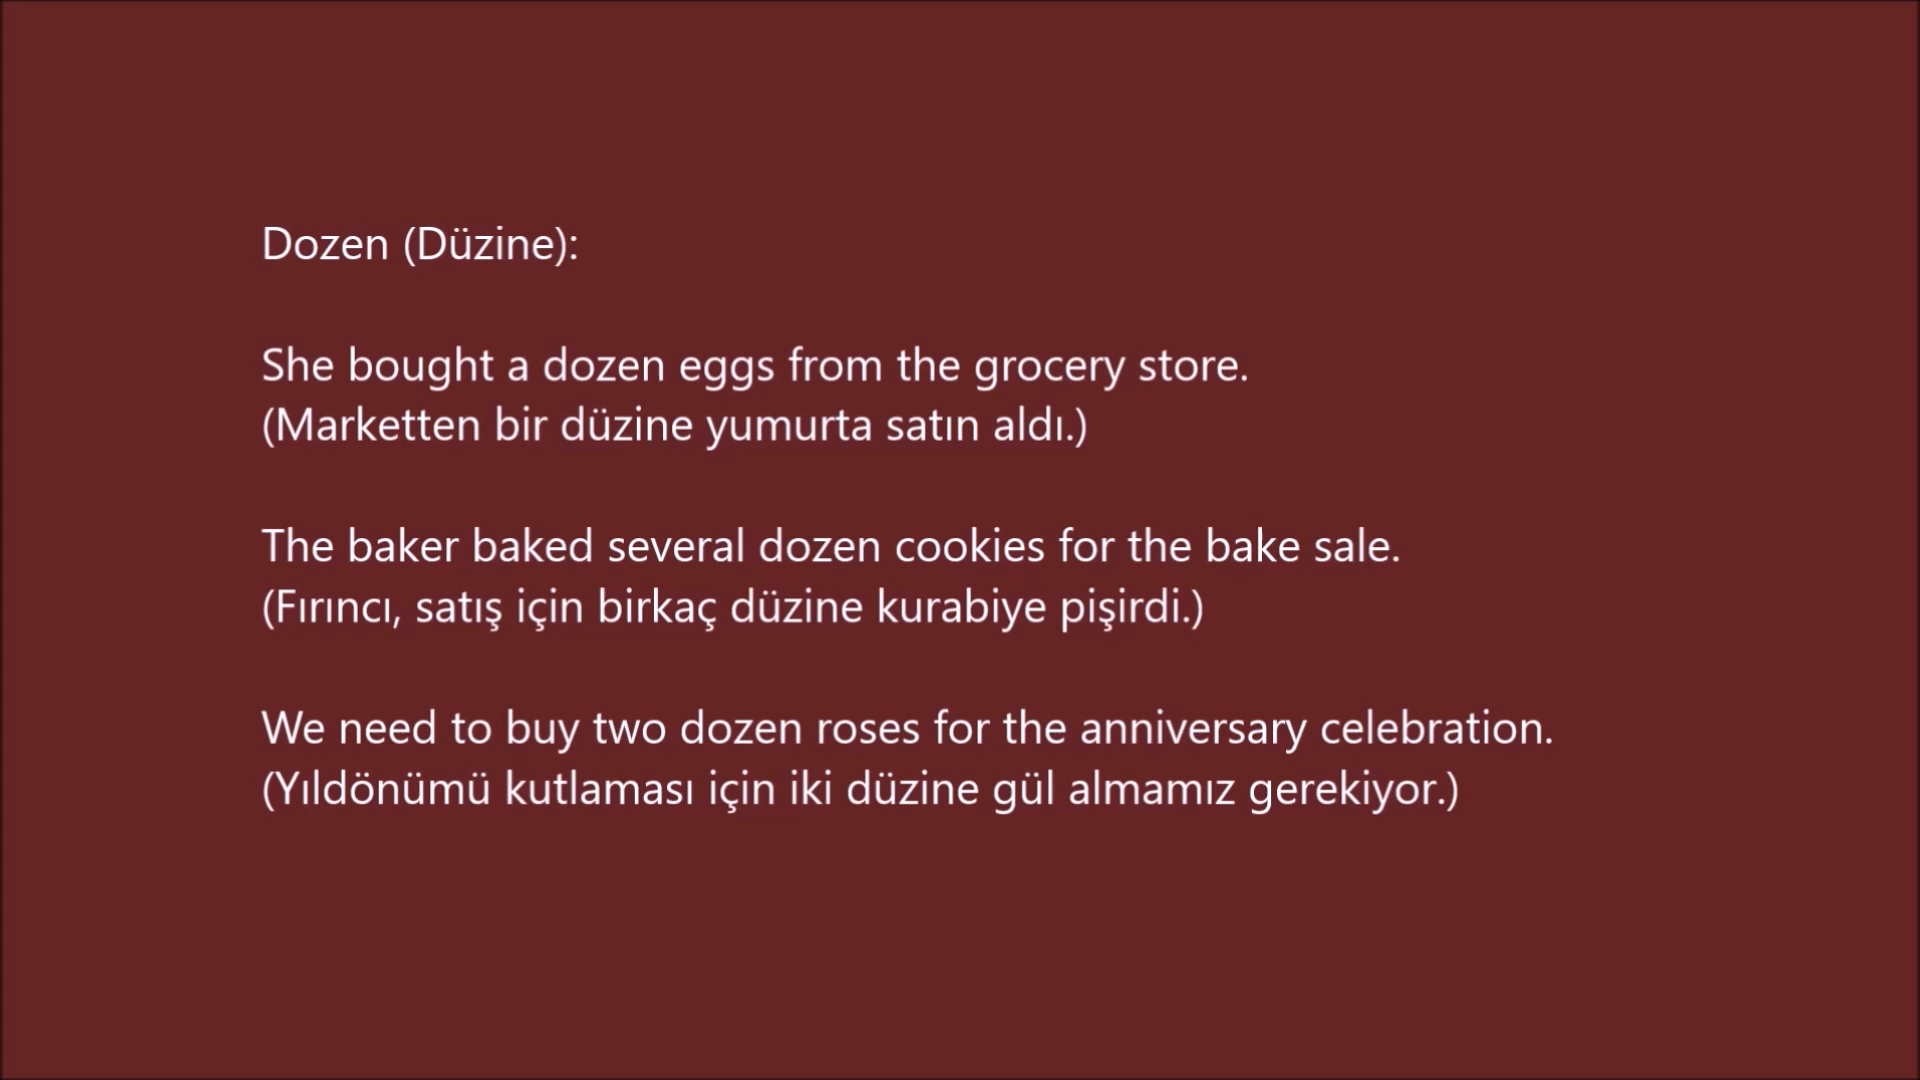 Dozen (Düzine):
She bought a dozen eggs from the grocery store.
(Marketten bir düzine yumurta satın aldı.)
The baker baked several dozen cookies for the bake sale.
(Fırıncı, satış için birkaç düzine kurabiye pişirdi.)
We need to buy two dozen roses for the anniversary celebration.
(Yıldönümü kutlaması için iki düzine gül almamız gerekiyor.)